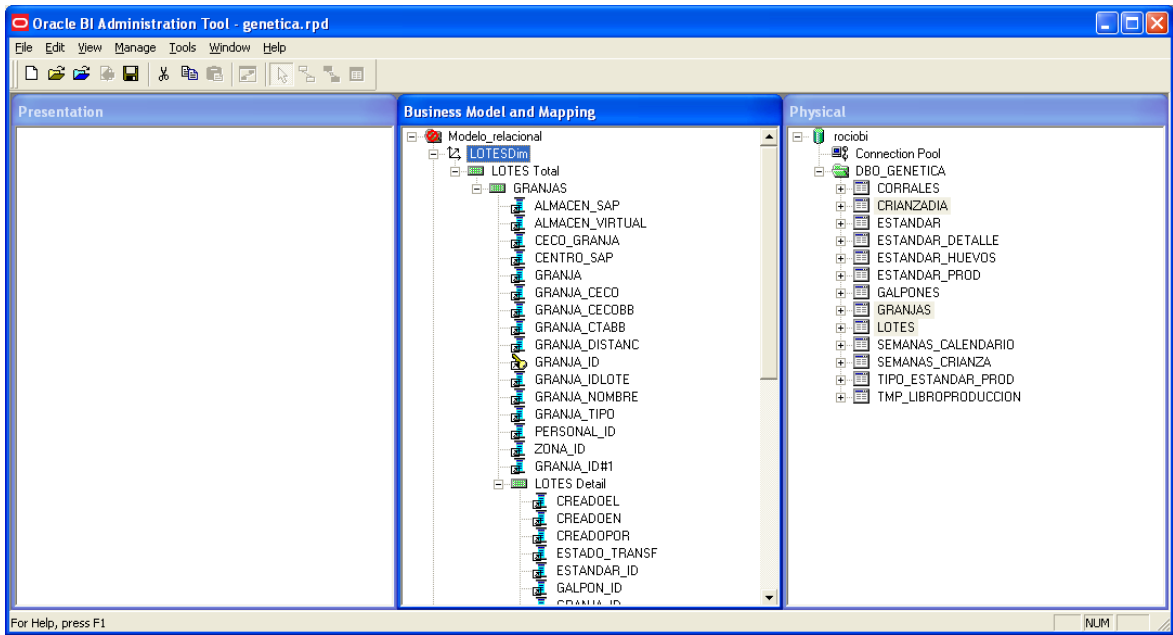 Oracle BI Administration Tool - genetica.rpd
File Edit View Manage Tools Window Help
Presentation
Business Model and Mapping
Modelo_relacional
LOTESDim
LOTES Total
GRANJAS
ALMACEN_SAP
ALMACEN_VIRTUAL
CECO_GRANJA
CENTRO_SAP
GRANJA
GRANJA_CECO
GRANJA_CECOBB
GRANJA_CTABB
GRANJA_DISTANC
GRANJA_ID
GRANJA_IDLOTE
GRANJA_NOMBRE
GRANJA_TIPO
PERSONAL_ID
ZONA_ID
GRANJA_ID#1
LOTES Detail
CREADOEL
CREADOEN
CREADOPOR
ESTADO_TRANSF
ESTANDAR_ID
GALPON_ID
GRANJA_ID
Physical
rociobi
Connection Pool
DBO_GENETICA
CORRALES
CRIANZADIA
ESTANDAR
ESTANDAR_DETALLE
ESTANDAR_HUEVOS
ESTANDAR_PROD
GALPONES
GRANJAS
LOTES
SEMANAS_CALENDARIO
SEMANAS_CRIANZA
TIPO_ESTANDAR_PROD
TMP_LIBROPRODUCCION
For Help, press F1
NUM